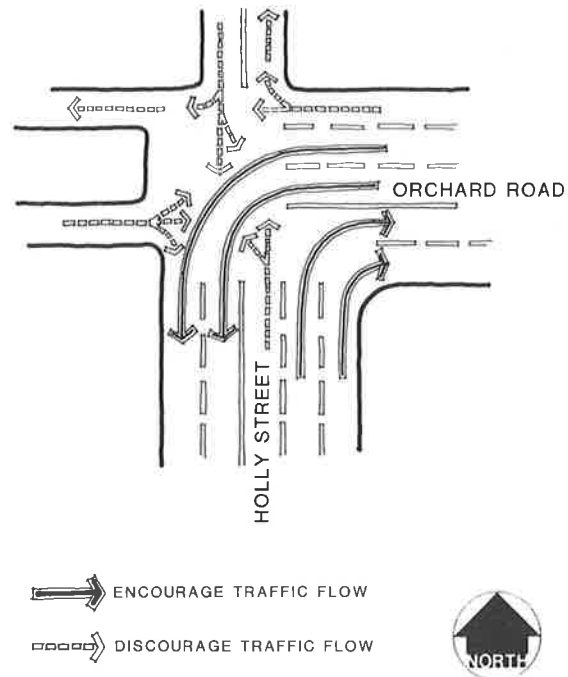 ORCHARD ROAD
HOLLY STREET
ENCOURAGE TRAFFIC FLOW
DISCOURAGE TRAFFIC FLOW
NORTH